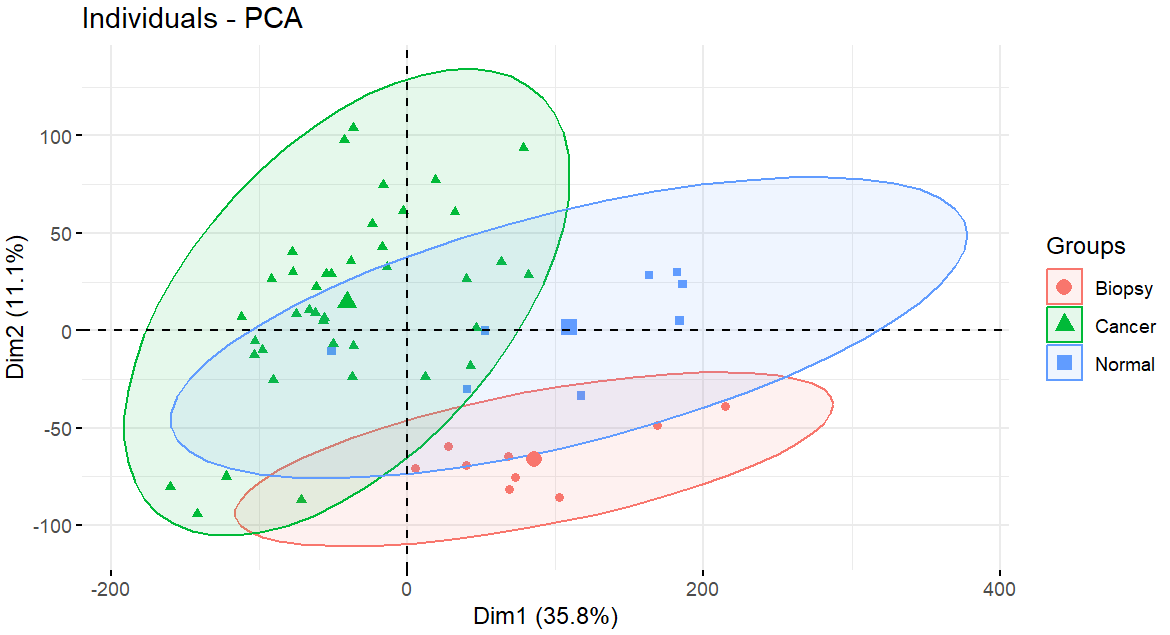 Individuals - PCA
Dim2 (11.1%)
100
50
0
-50
-100
-200
0
200
400
Dim1 (35.8%)
Groups
Biopsy
Cancer
Normal